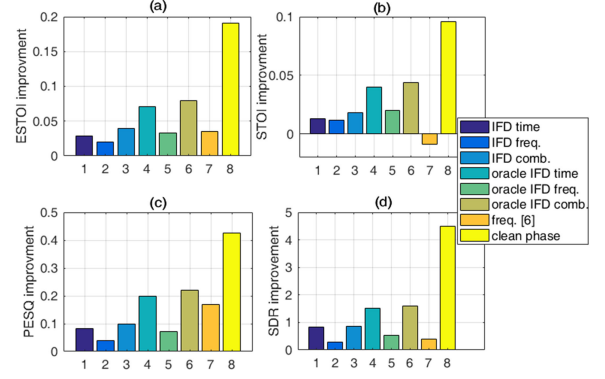 (a)
ESTOI improvment
0.2
0.15
0.1
0.05
0
1 2 3 4 5 6 7 8
(b)
STOI improvment
0.1
0.05
0
1 2 3 4 5 6 7 8
IFD time
IFD freq.
IFD comb.
oracle IFD time
oracle IFD freq.
oracle IFD comb.
freq. [6]
clean phase
(c)
PESQ improvment
0.5
0.4
0.3
0.2
0.1
0
1 2 3 4 5 6 7 8
(d)
SDR improvement
5
4
3
2
1
0
1 2 3 4 5 6 7 8